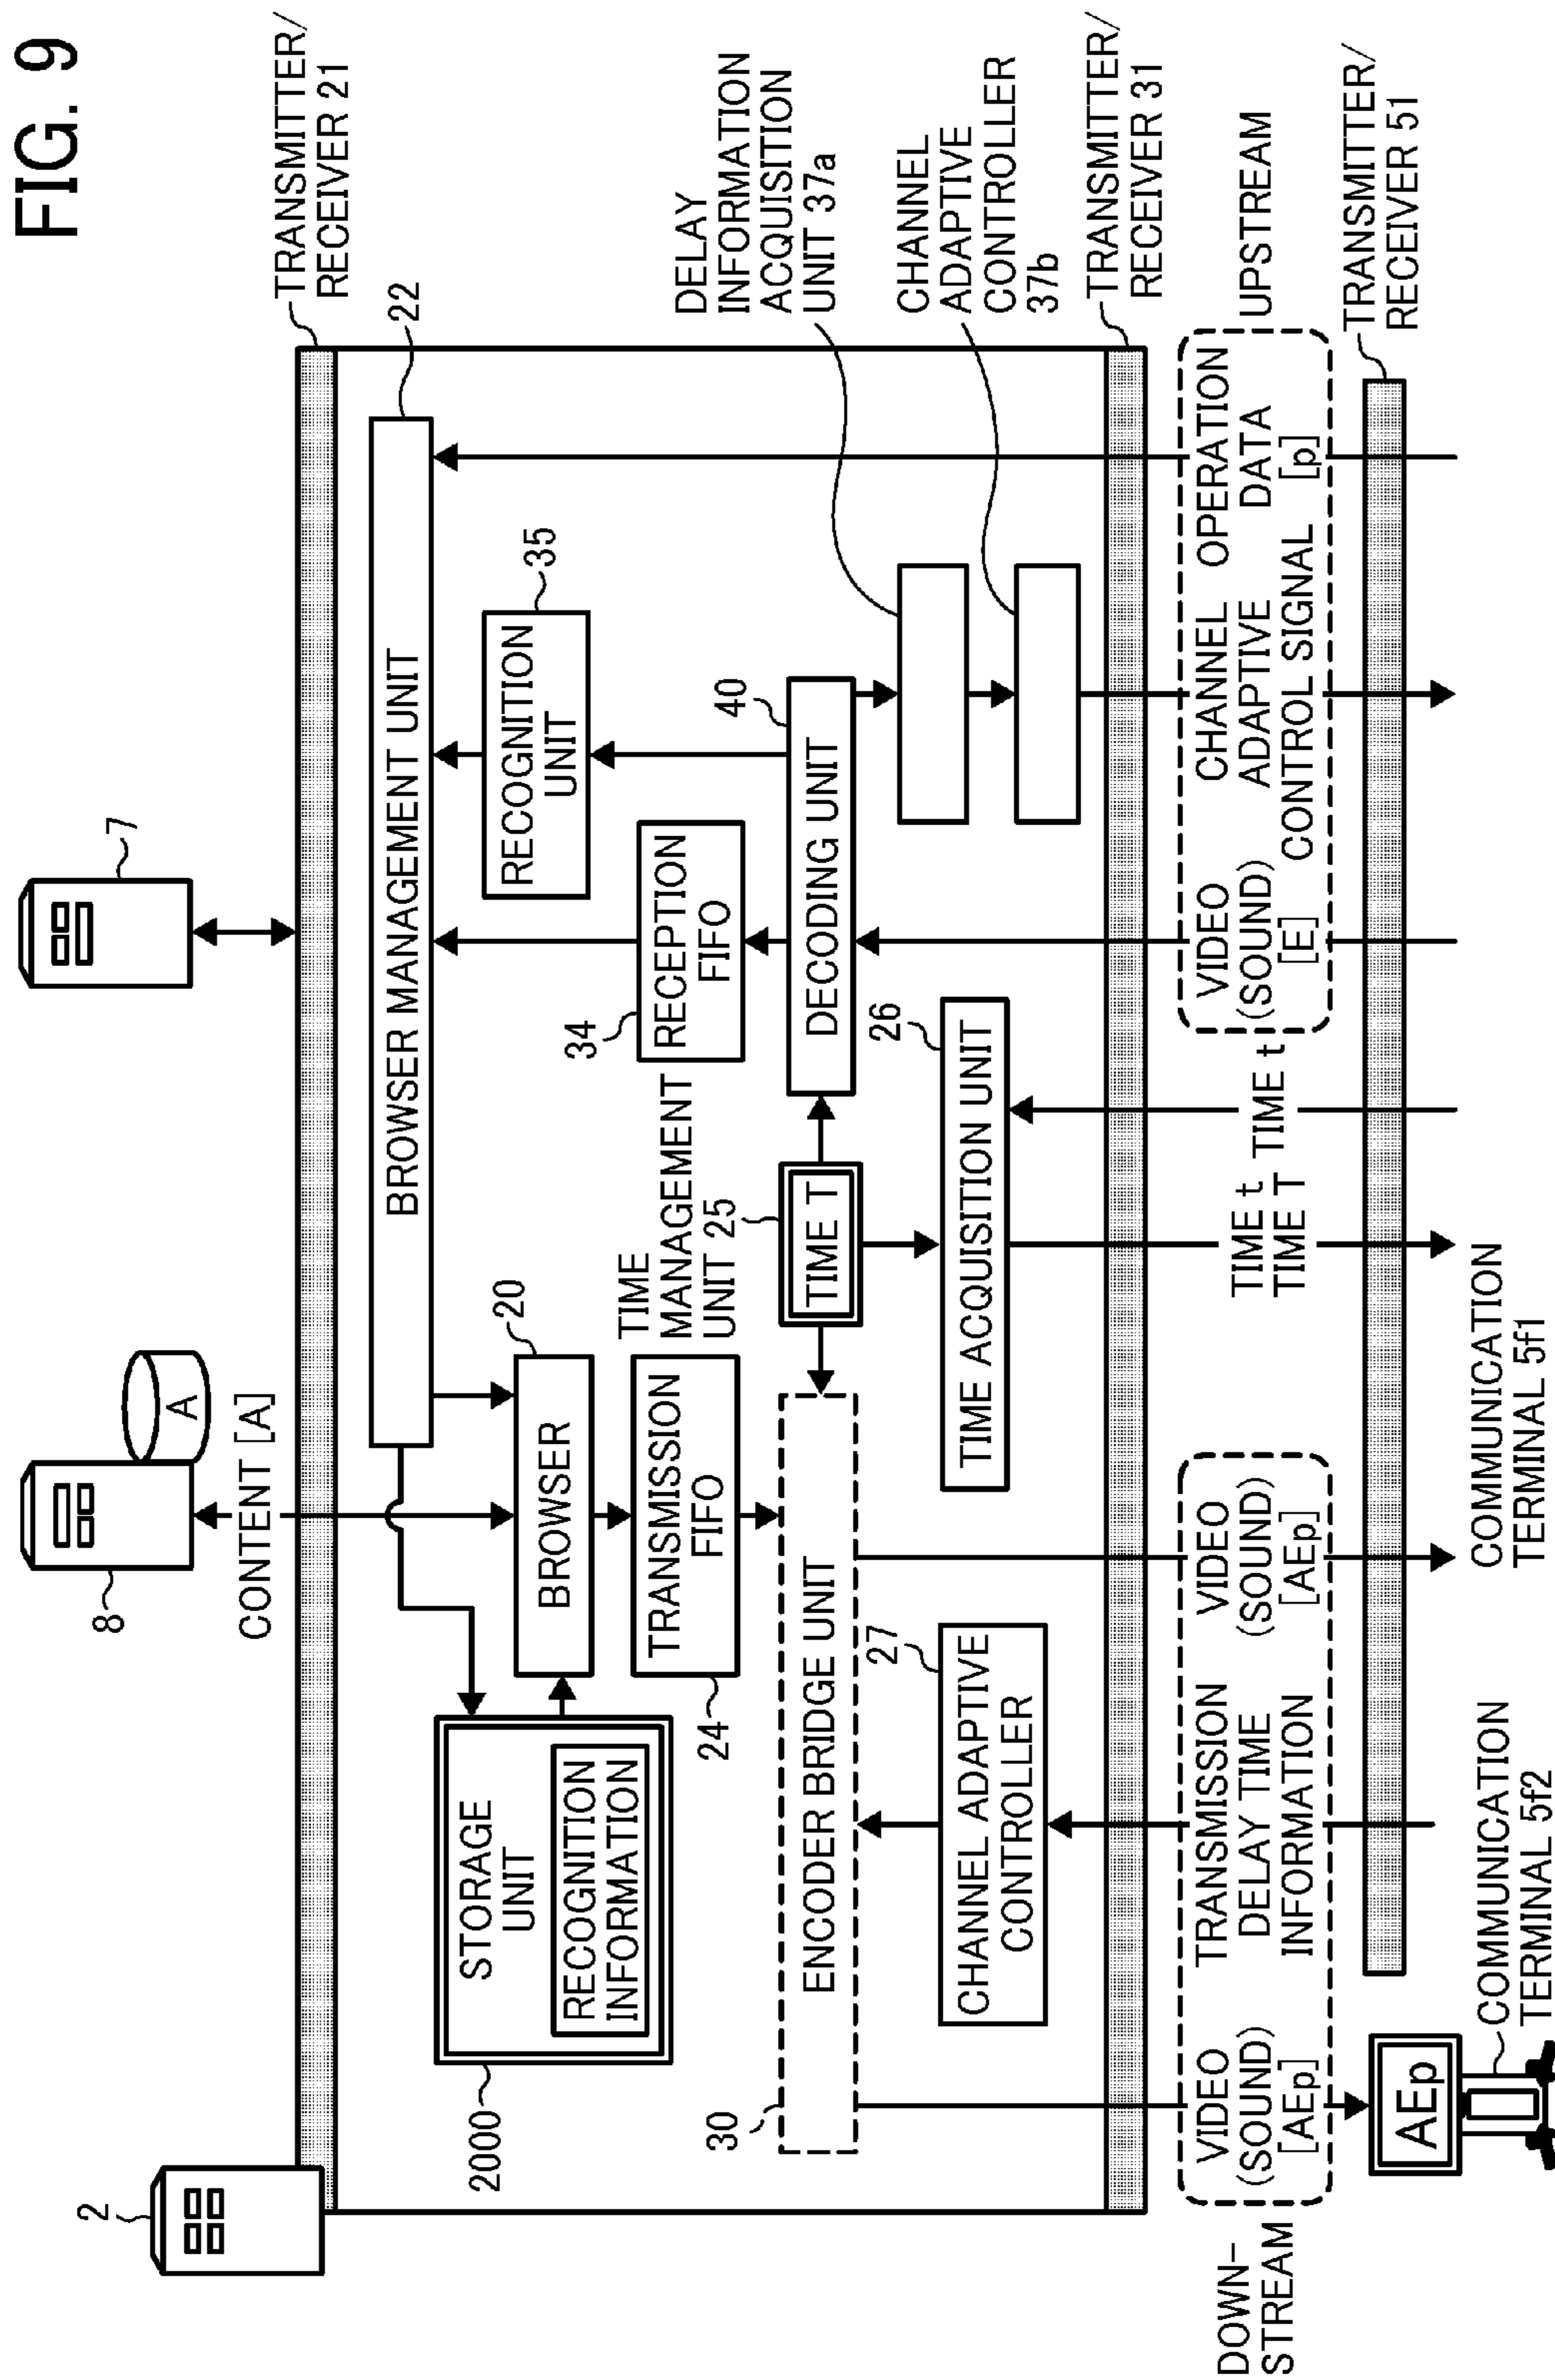 FIG. 9
2
8
A
CONTENT [A]
7
TRANSMITTER/
RECEIVER 21
22
BROWSER MANAGEMENT UNIT
2000
STORAGE
UNIT
RECOGNITION
INFORMATION
20
BROWSER
24
TRANSMISSION
FIFO
35
RECOGNITION
UNIT
34
RECEPTION
FIFO
TIME
MANAGEMENT
UNIT 25
TIME T
30
ENCODER BRIDGE UNIT
40
DECODING UNIT
DELAY
INFORMATION
ACQUISITION
UNIT 37a
CHANNEL
ADAPTIVE
CONTROLLER
37b
27
CHANNEL ADAPTIVE
CONTROLLER
26
TIME ACQUISITION UNIT
TRANSMITTER/
RECEIVER 31
DOWN-
STREAM
VIDEO
(SOUND)
[AEp]
TRANSMISSION
DELAY TIME
INFORMATION
VIDEO
(SOUND)
[AEp]
TIME t
TIME T
TIME t
VIDEO
(SOUND)
[E]
CHANNEL
ADAPTIVE
CONTROL SIGNAL
OPERATION
DATA
[p]
UPSTREAM
TRANSMITTER/
RECEIVER 51
AEp
COMMUNICATION
TERMINAL 5f2
COMMUNICATION
TERMINAL 5f1